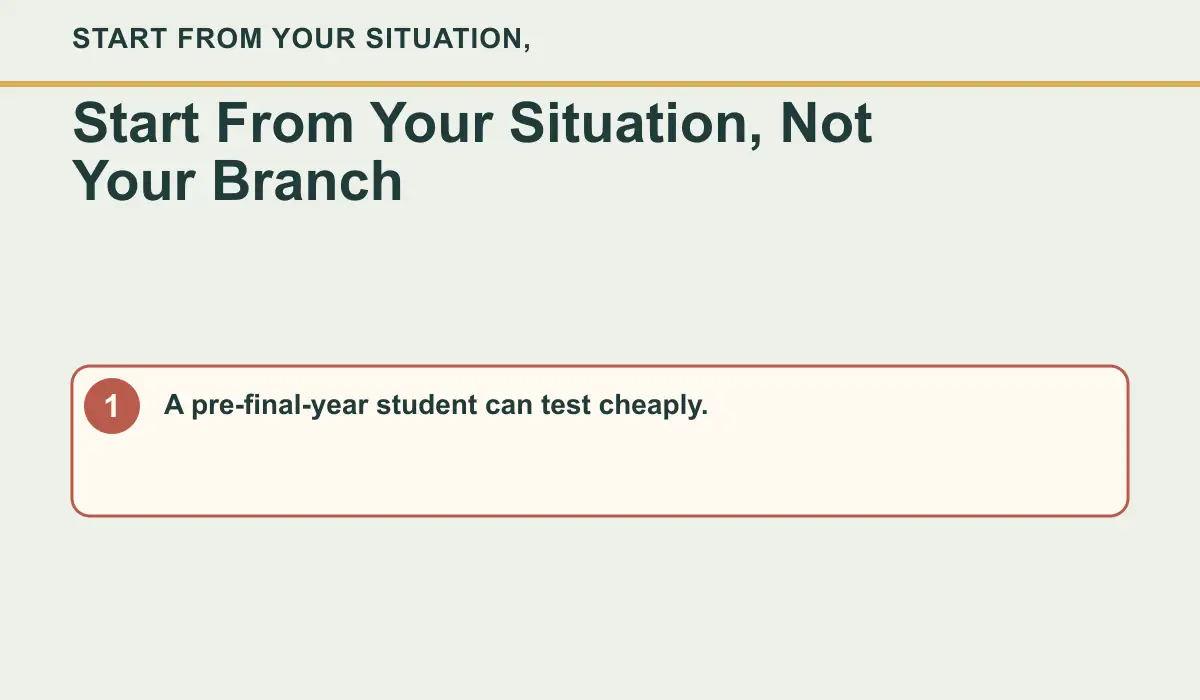 START FROM YOUR SITUATION,
Start From Your Situation, Not
Your Branch
1 A pre-final-year student can test cheaply.